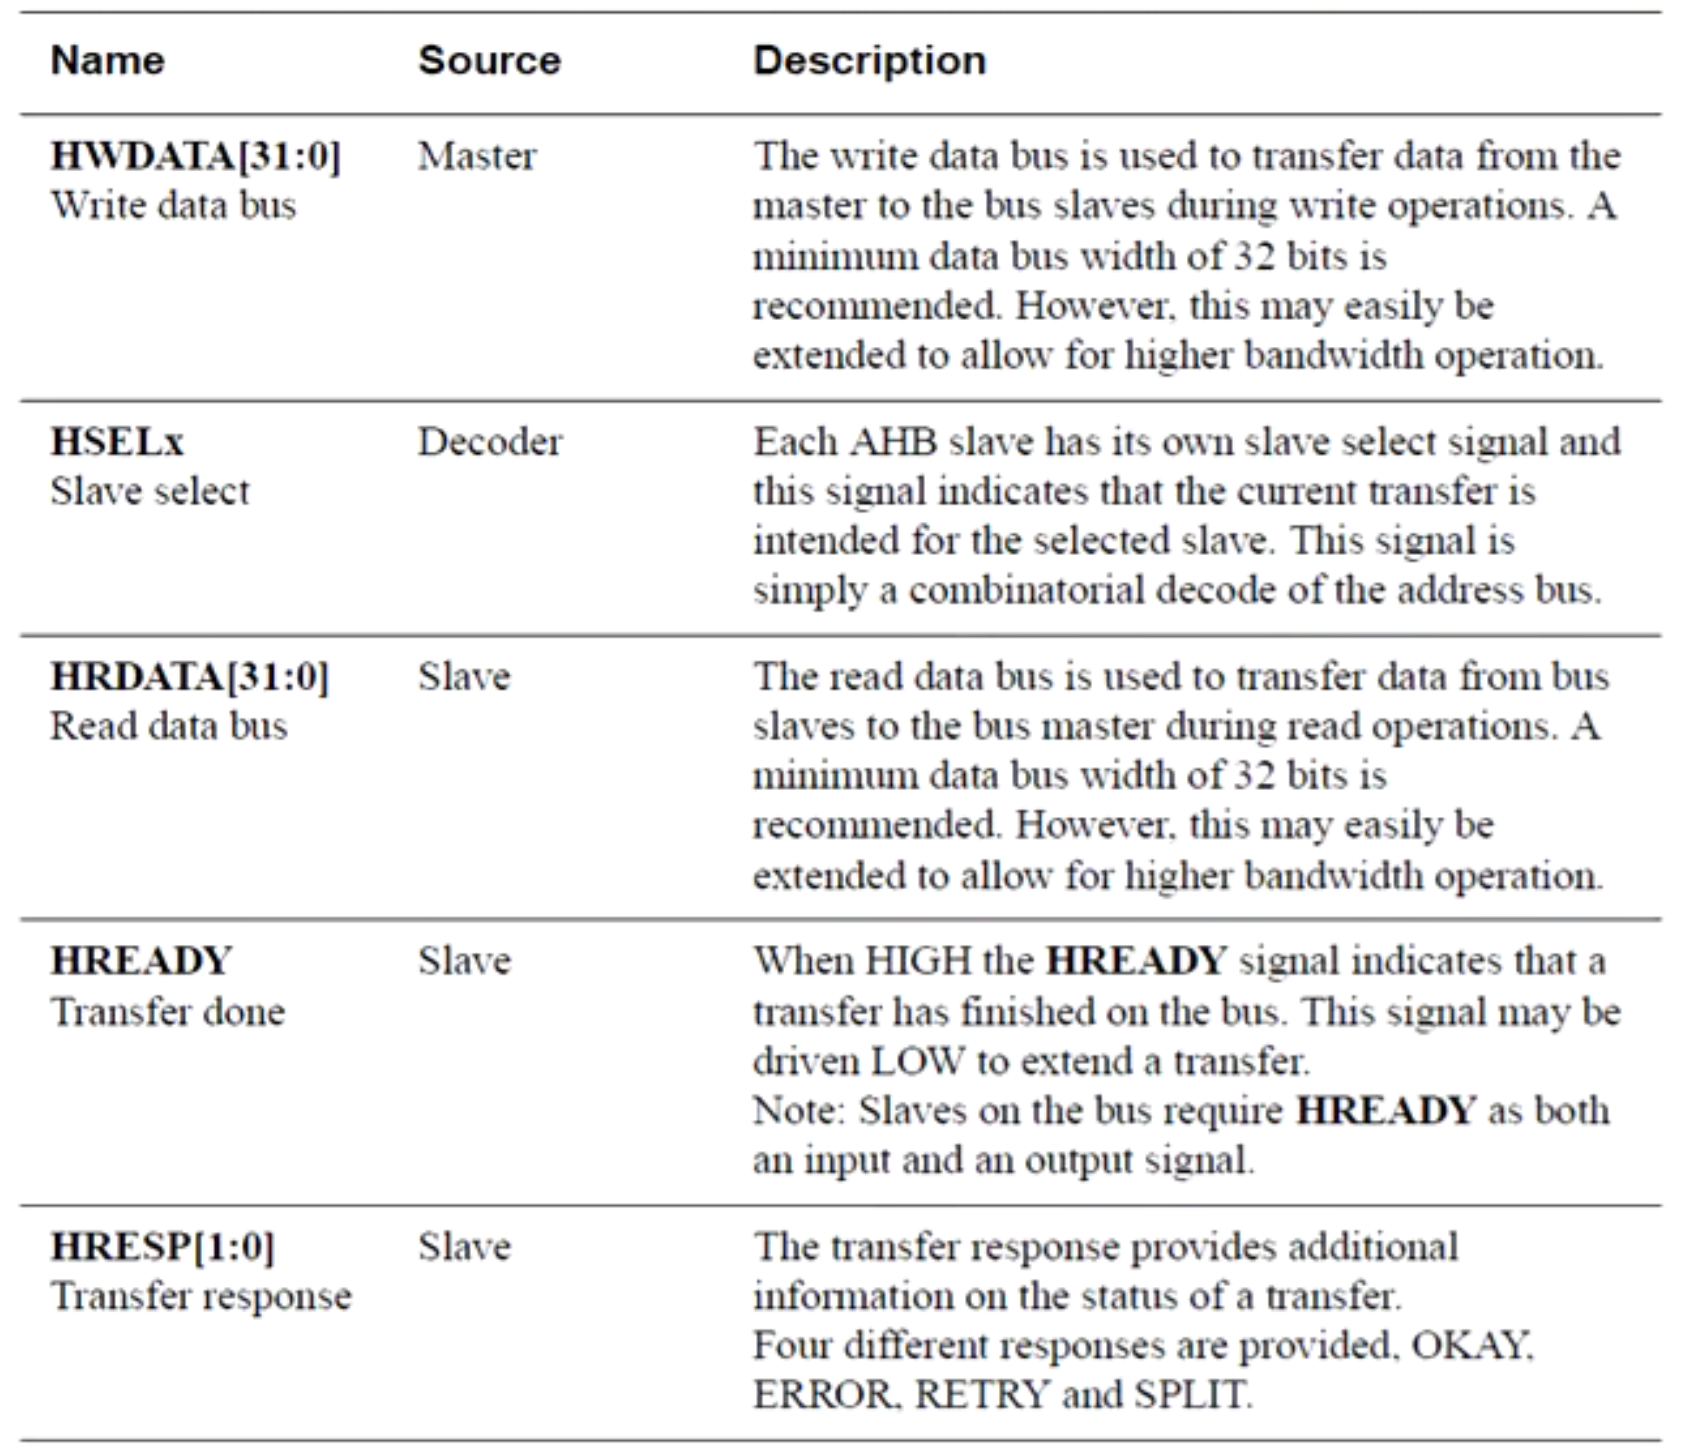 Name Source Description
HWDATA[31:0] Master The write data bus is used to transfer data from the
Write data bus master to the bus slaves during write operations. A
minimum data bus width of 32 bits is
recommended. However, this may easily be
extended to allow for higher bandwidth operation.
HSELx Decoder Each AHB slave has its own slave select signal and
Slave select this signal indicates that the current transfer is
intended for the selected slave. This signal is
simply a combinatorial decode of the address bus.
HRDATA[31:0] Slave The read data bus is used to transfer data from bus
Read data bus slaves to the bus master during read operations. A
minimum data bus width of 32 bits is
recommended. However, this may easily be
extended to allow for higher bandwidth operation.
HREADY Slave When HIGH the HREADY signal indicates that a
Transfer done transfer has finished on the bus. This signal may be
driven LOW to extend a transfer.
Note: Slaves on the bus require HREADY as both
an input and an output signal.
HRESP[1:0] Slave The transfer response provides additional
Transfer response information on the status of a transfer.
Four different responses are provided, OKAY,
ERROR, RETRY and SPLIT.